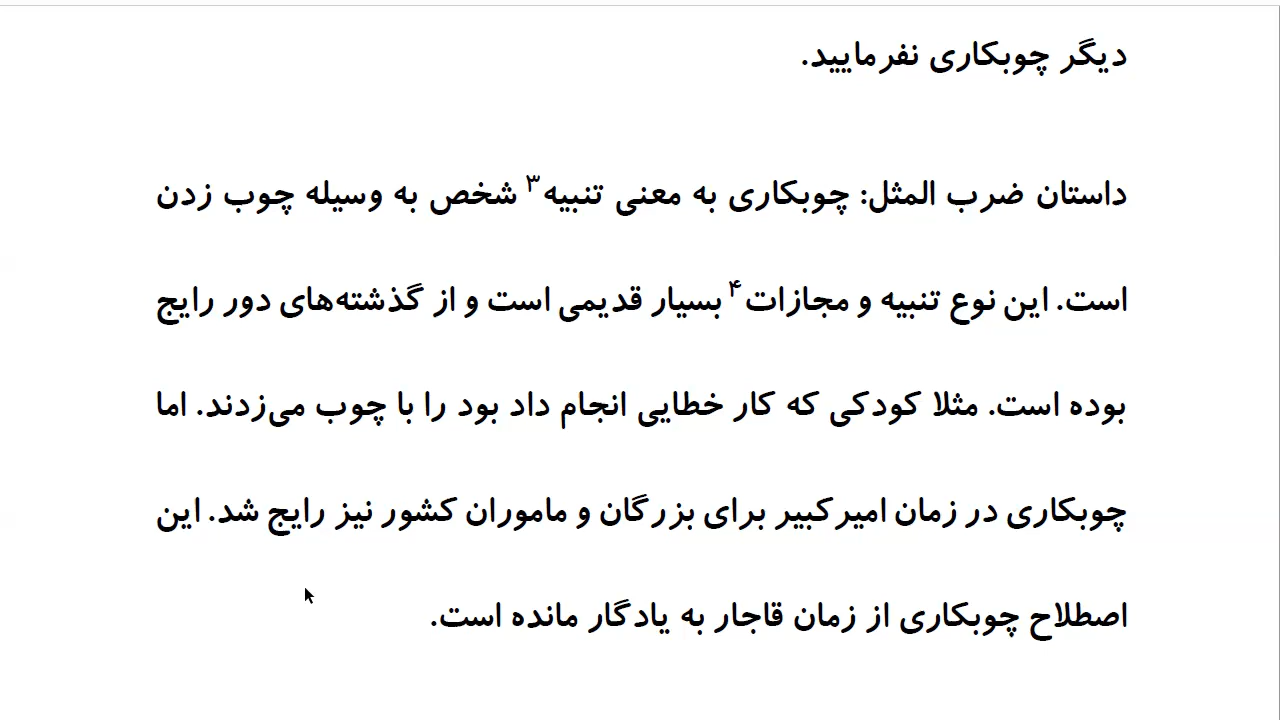 دیگر چوبکاری نفرمایید.
داستان ضرب المثل: چوبکاری به معنی تنبیه۳ شخص به وسیله چوب زدن
است. این نوع تنبیه و مجازات۴ بسیار قدیمی است و از گذشته‌های دور رایج
بوده است. مثلا کودکی که کار خطایی انجام داد بود را با چوب می‌زدند. اما
چوبکاری در زمان امیرکبیر برای بزرگان و ماموران کشور نیز رایج شد. این
اصطلاح چوبکاری از زمان قاجار به یادگار مانده است.